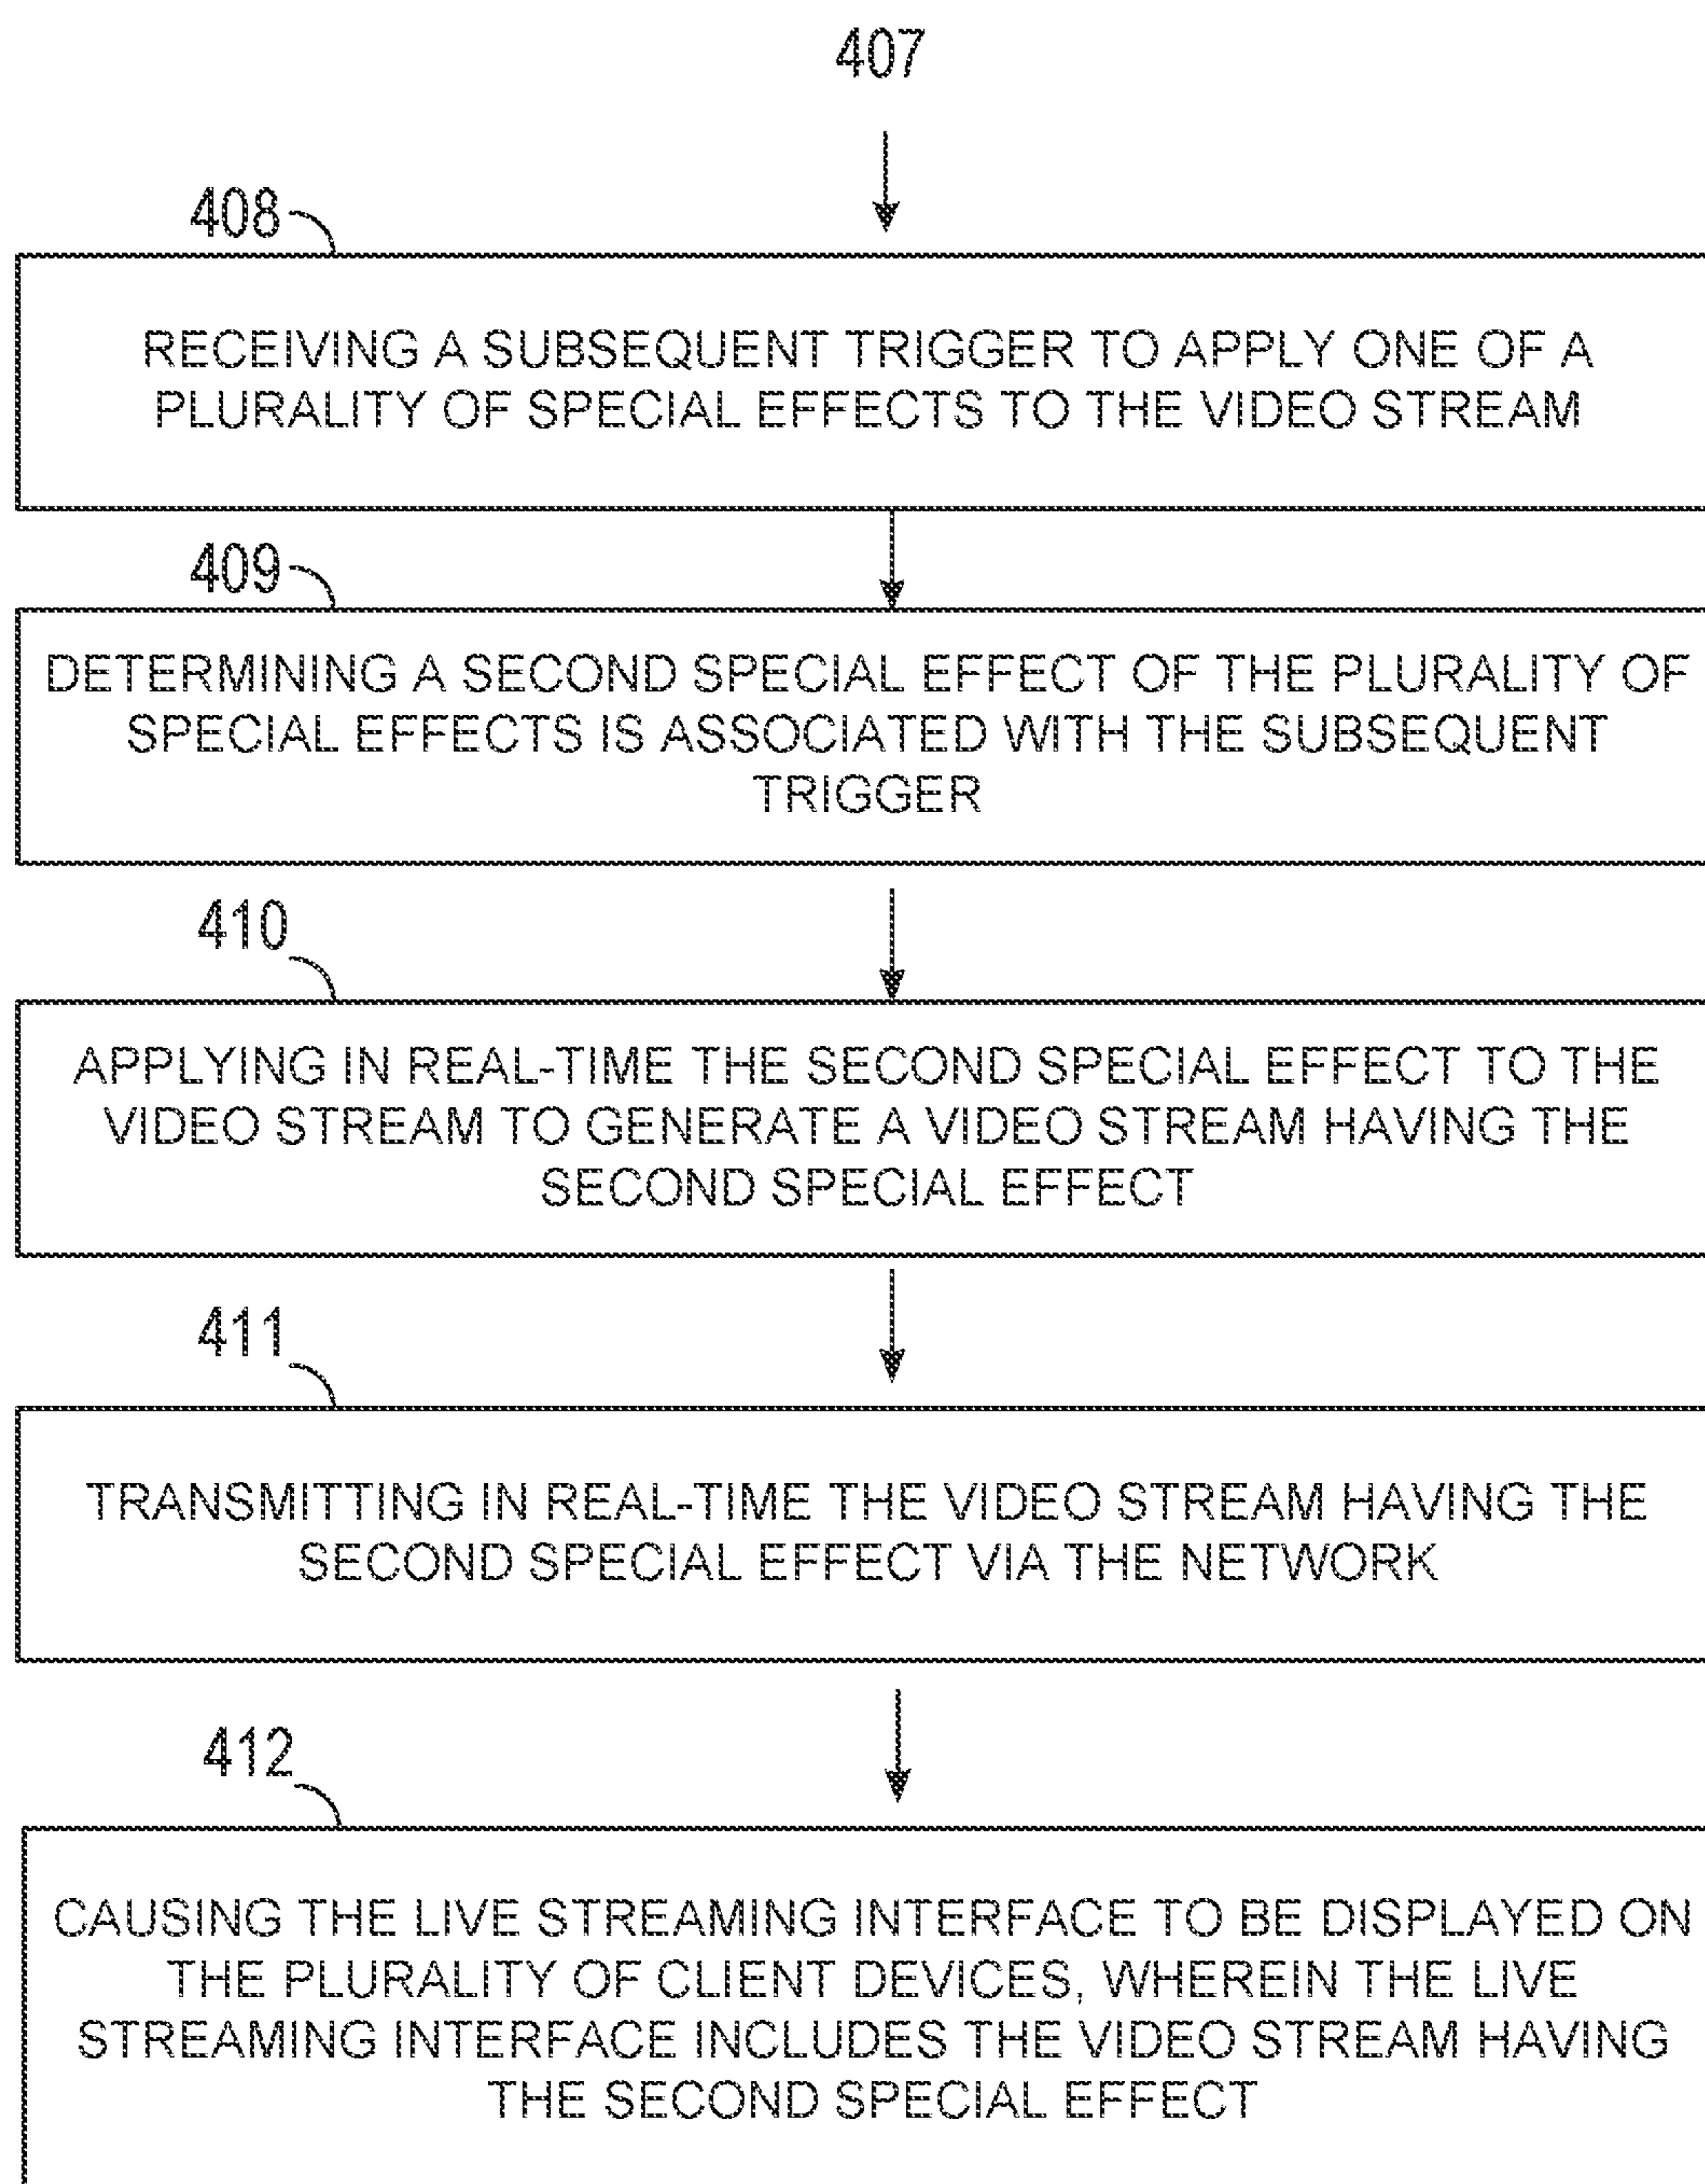 407
408
RECEIVING A SUBSEQUENT TRIGGER TO APPLY ONE OF A
PLURALITY OF SPECIAL EFFECTS TO THE VIDEO STREAM
409
DETERMINING A SECOND SPECIAL EFFECT OF THE PLURALITY OF
SPECIAL EFFECTS IS ASSOCIATED WITH THE SUBSEQUENT
TRIGGER
410
APPLYING IN REAL-TIME THE SECOND SPECIAL EFFECT TO THE
VIDEO STREAM TO GENERATE A VIDEO STREAM HAVING THE
SECOND SPECIAL EFFECT
411
TRANSMITTING IN REAL-TIME THE VIDEO STREAM HAVING THE
SECOND SPECIAL EFFECT VIA THE NETWORK
412
CAUSING THE LIVE STREAMING INTERFACE TO BE DISPLAYED ON
THE PLURALITY OF CLIENT DEVICES, WHEREIN THE LIVE
STREAMING INTERFACE INCLUDES THE VIDEO STREAM HAVING
THE SECOND SPECIAL EFFECT